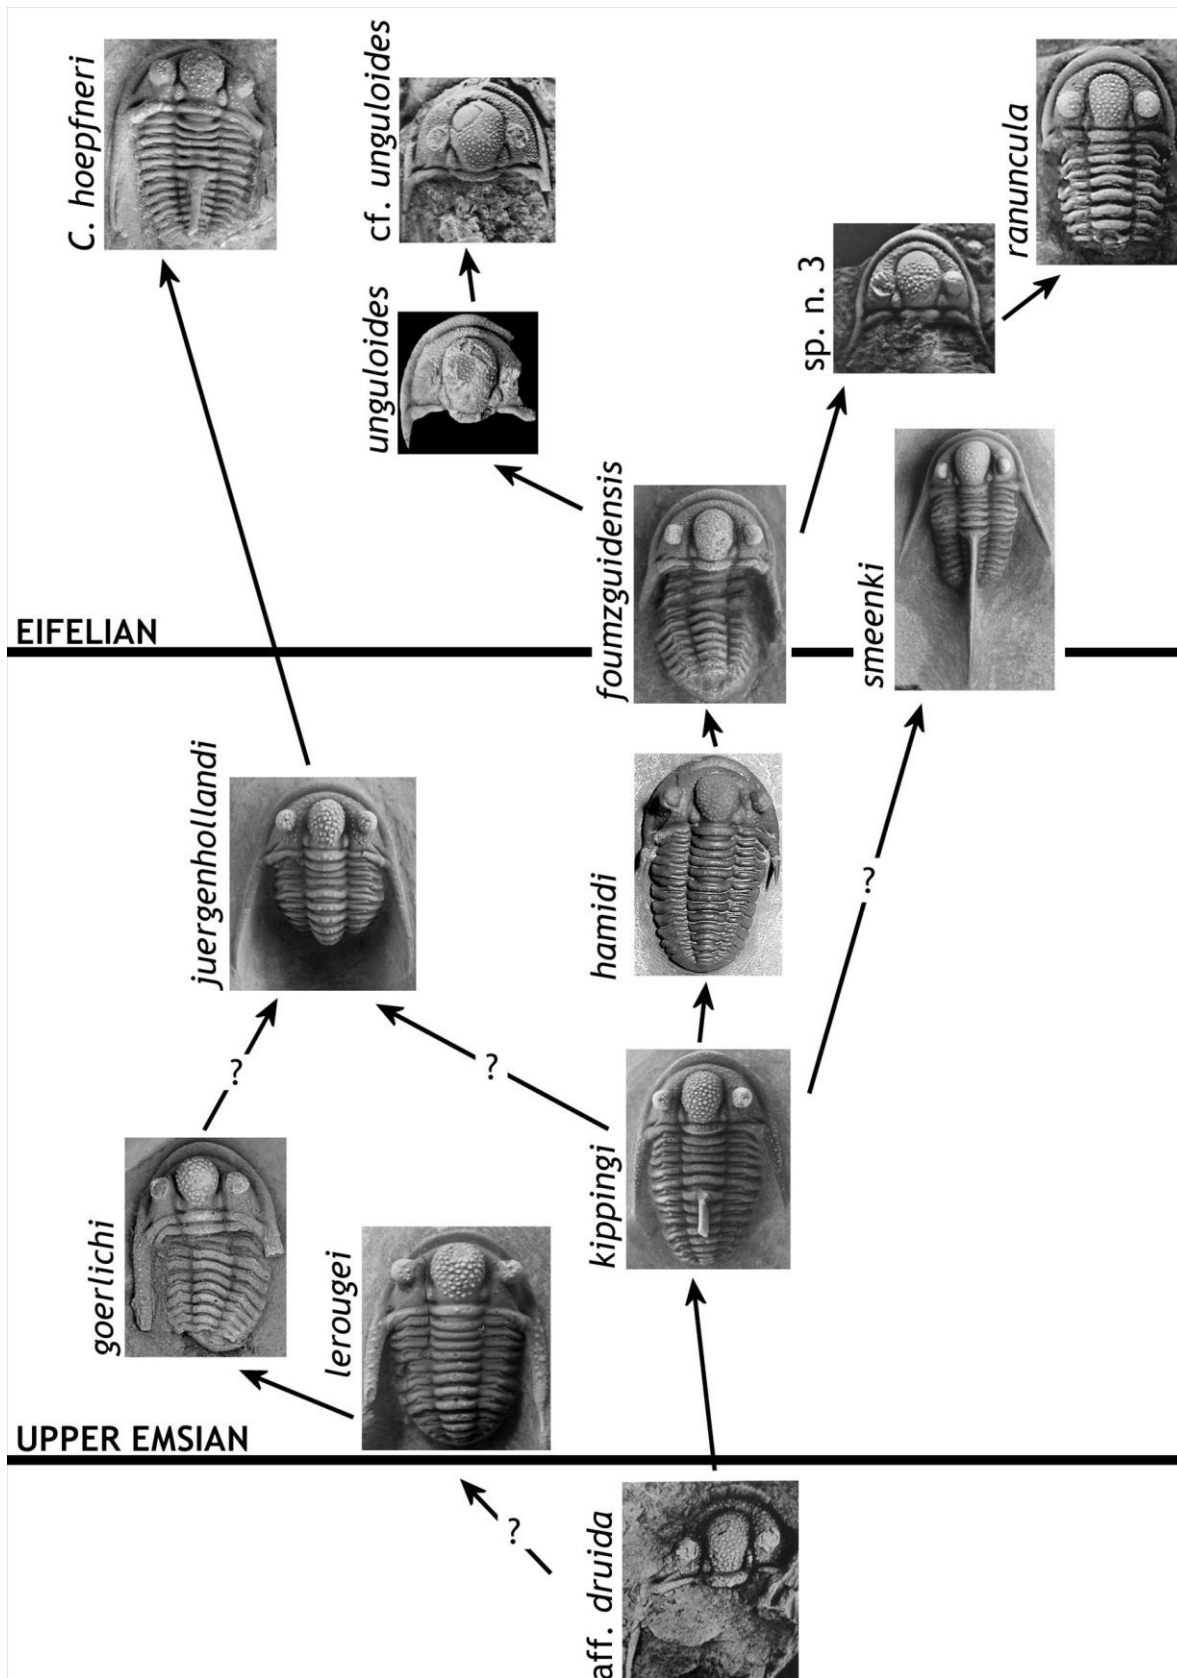 C. hoepfneri
cf. unguloides
ranuncula
sp. n. 3
unguloides
foumzguidensis
smeenki
EIFELIAN
juergenhollandi
hamidi
?
?
?
kippingi
goerlichi
lerougei
UPPER EMSIAN
?
aff. druida